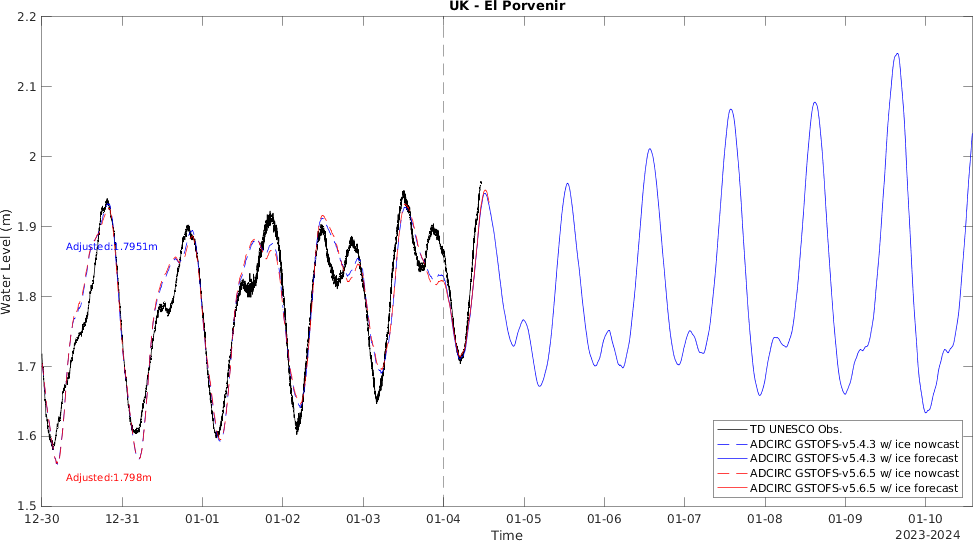 UK - El Porvenir
2.2
2.1
2
1.9
1.8
1.7
1.6
1.5
Water Level (m)
Adjusted:1.7951m
Adjusted:1.798m
TD UNESCO Obs.
ADCIRC GSTOFS-v5.4.3 w/ ice nowcast
ADCIRC GSTOFS-v5.4.3 w/ ice forecast
ADCIRC GSTOFS-v5.6.5 w/ ice nowcast
ADCIRC GSTOFS-v5.6.5 w/ ice forecast
12-30 12-31 01-01 01-02 01-03 01-04 01-05 01-06 01-07 01-08 01-09 01-10
Time
2023-2024